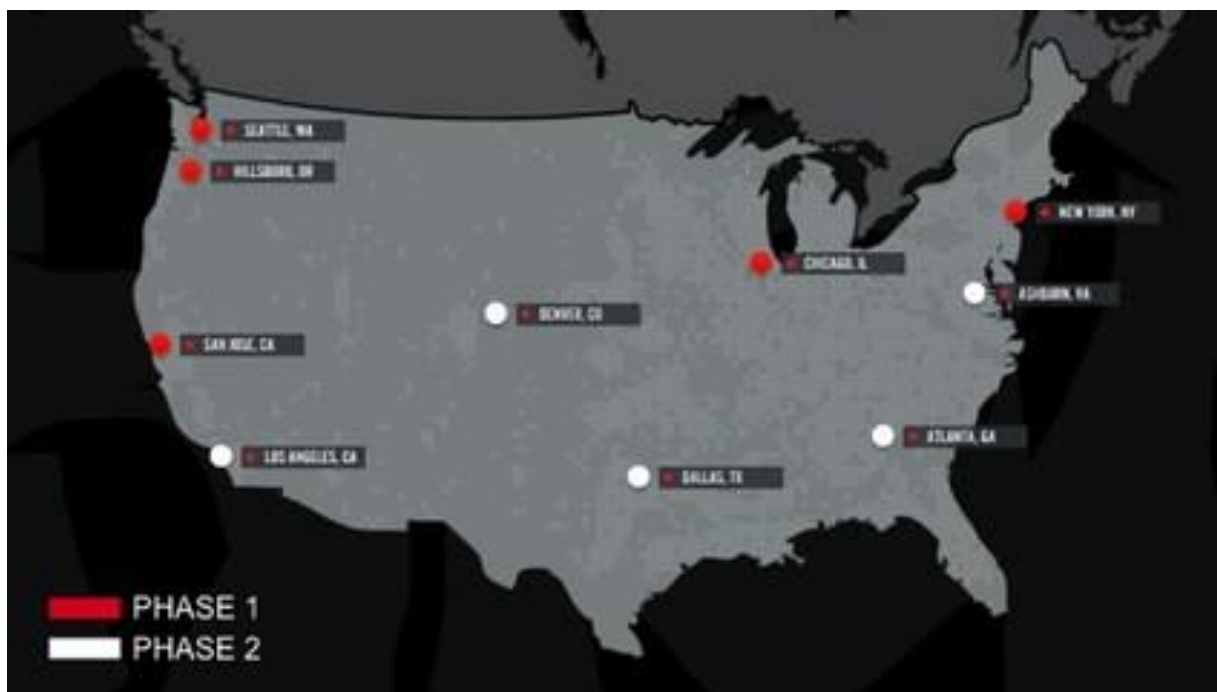 SEATTLE, WA
HILLSBORO, OR
NEW YORK, NY
CHICAGO, IL
ASHBURN, VA
DENVER, CO
SAN JOSE, CA
ATLANTA, GA
LOS ANGELES, CA
DALLAS, TX
PHASE 1
PHASE 2